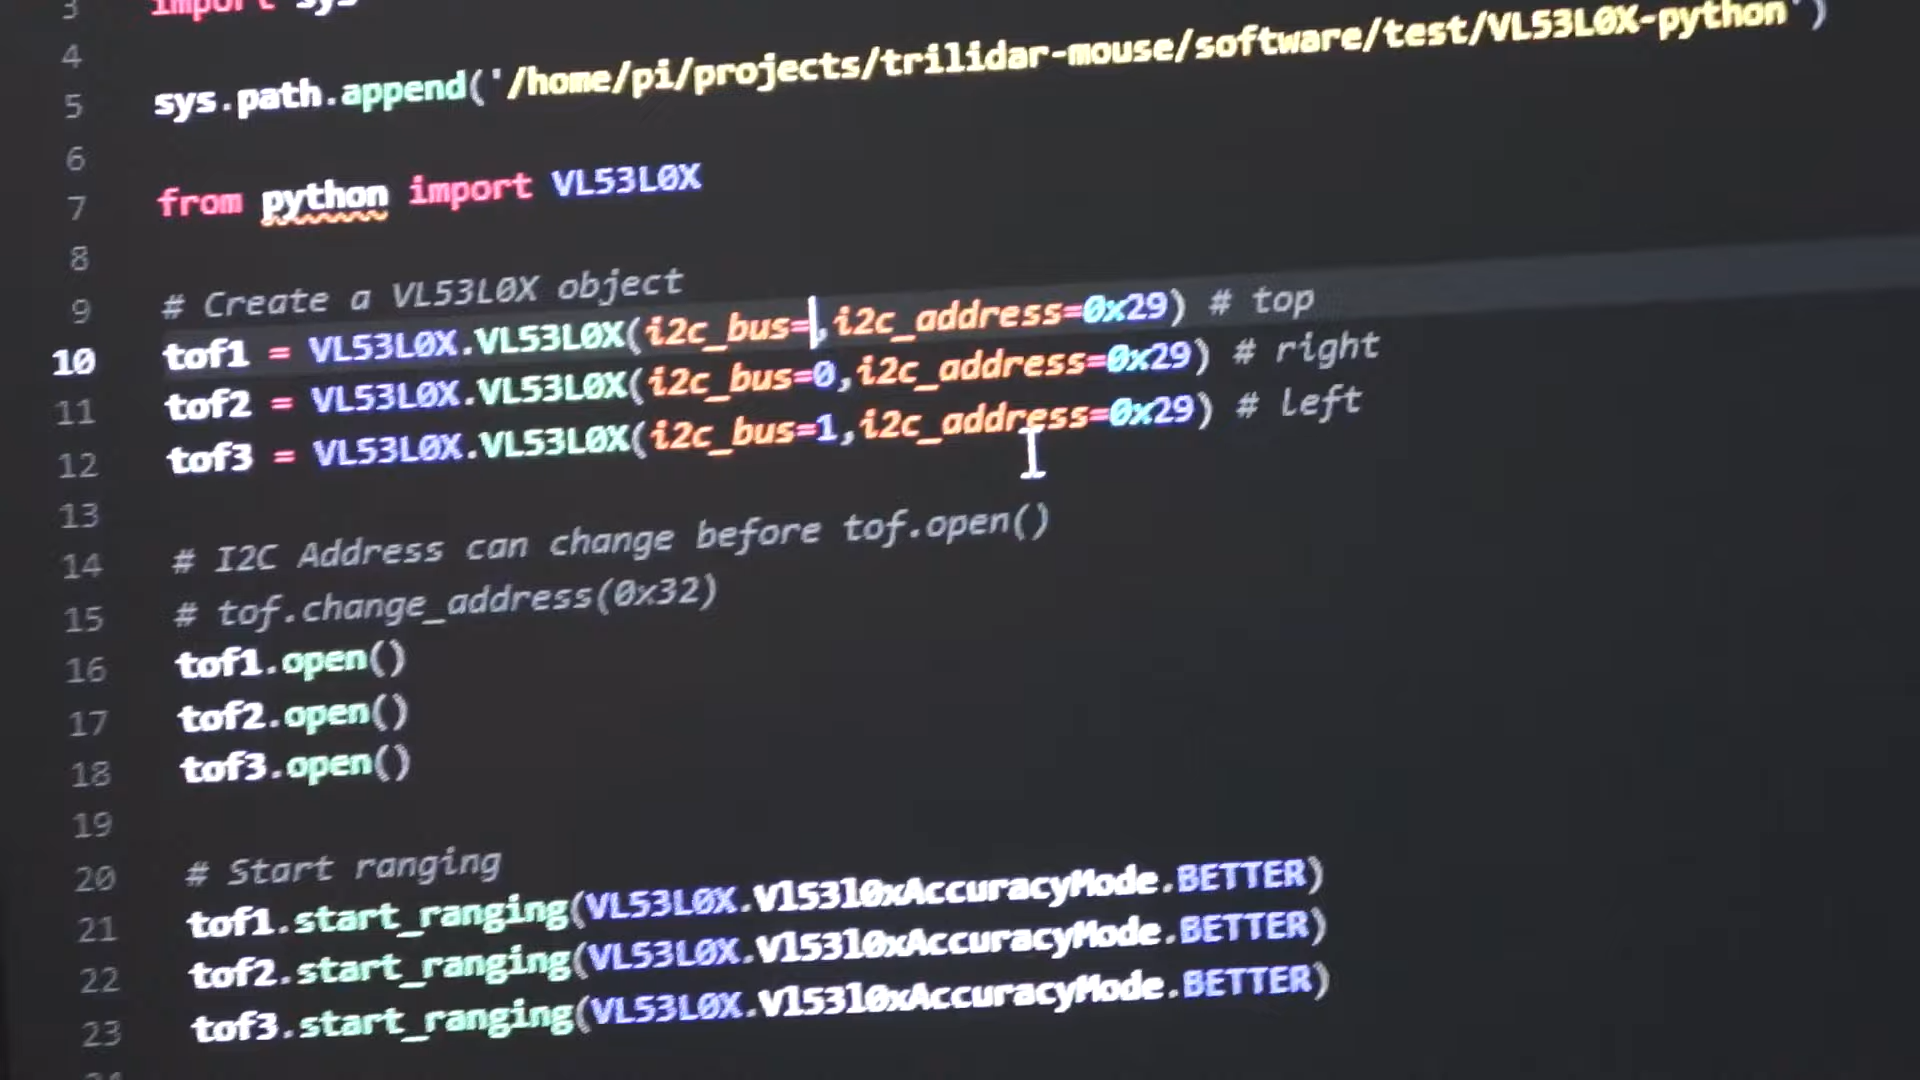 3 import sys
4
5 sys.path.append('/home/pi/projects/trilidar-mouse/software/test/VL53L0X-python')
6
7 from python import VL53L0X
8
9 # Create a VL53L0X object
10 tof1 = VL53L0X.VL53L0X(i2c_bus=,i2c_address=0x29) # top
11 tof2 = VL53L0X.VL53L0X(i2c_bus=0,i2c_address=0x29) # right
12 tof3 = VL53L0X.VL53L0X(i2c_bus=1,i2c_address=0x29) # left
13
14 # I2C Address can change before tof.open()
15 # tof.change_address(0x32)
16 tof1.open()
17 tof2.open()
18 tof3.open()
19
20 # Start ranging
21 tof1.start_ranging(VL53L0X.Vl53l0xAccuracyMode.BETTER)
22 tof2.start_ranging(VL53L0X.Vl53l0xAccuracyMode.BETTER)
23 tof3.start_ranging(VL53L0X.Vl53l0xAccuracyMode.BETTER)